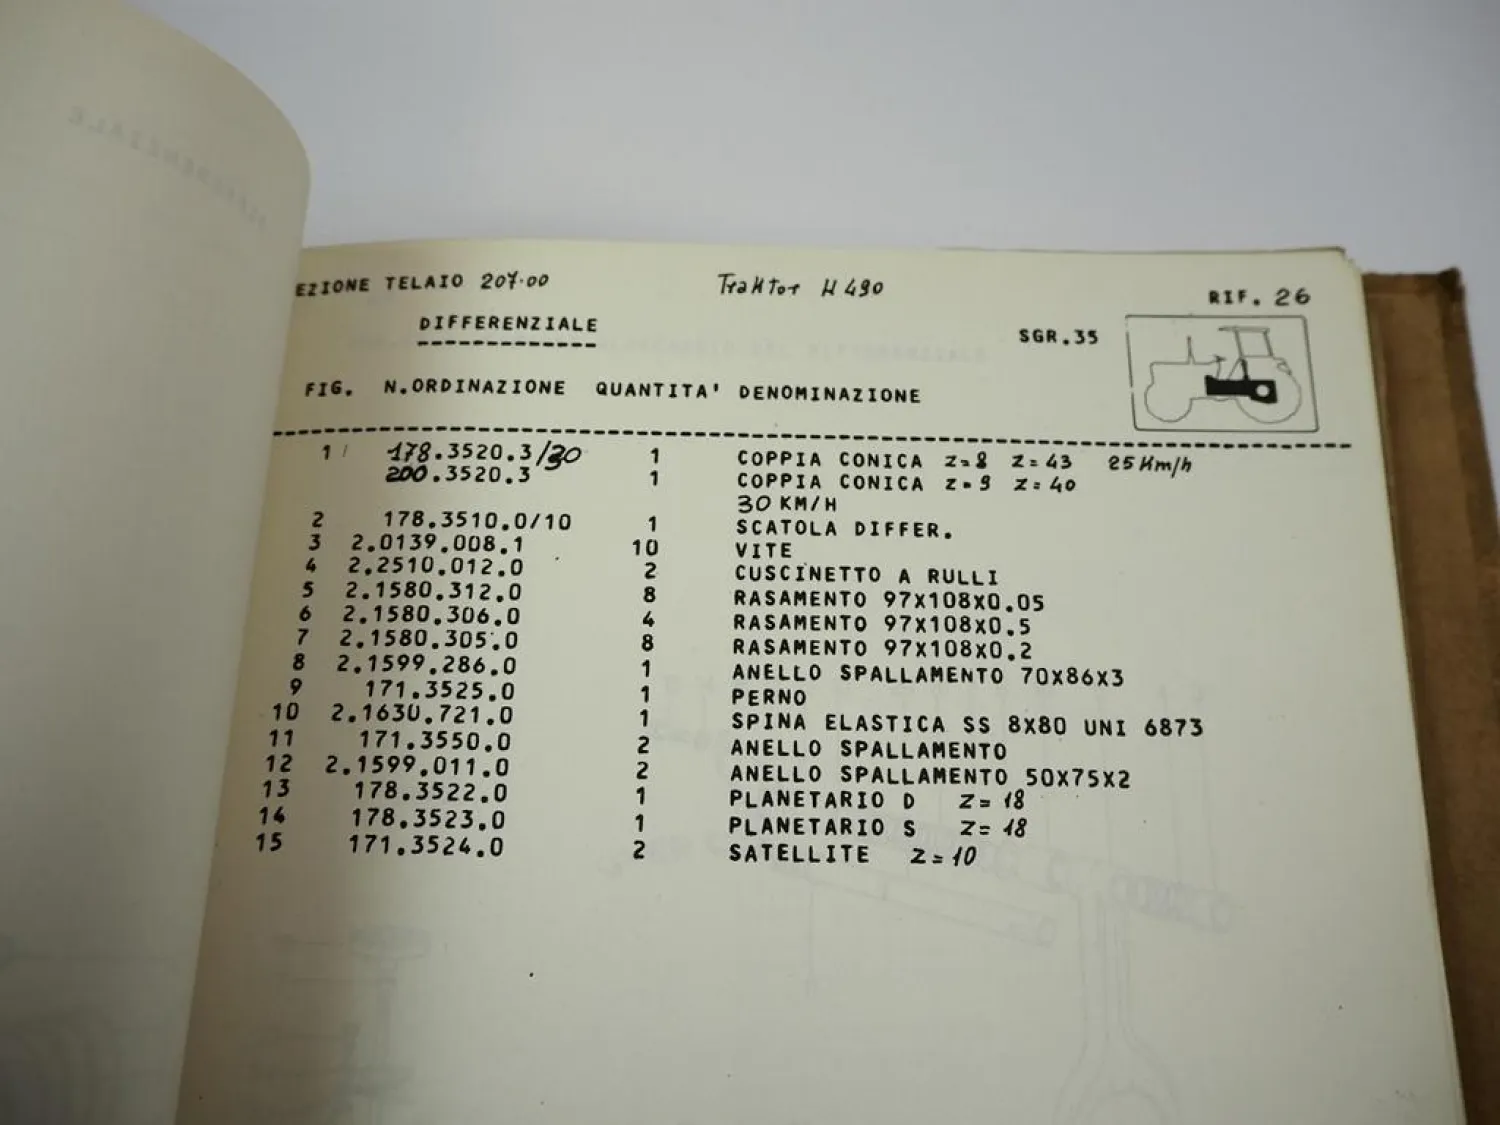 EZIONE TELAIO 207.00 Traktor H 490 RIF. 26
DIFFERENZIALE SGR.35
FIG. N.ORDINAZIONE QUANTITA' DENOMINAZIONE
1 178.3520.3/30 1 COPPIA CONICA Z=8 Z=43 25 Km/h
200.3520.3 1 COPPIA CONICA Z=9 Z=40
30 KM/H
2 178.3510.0/10 1 SCATOLA DIFFER.
3 2.0139.008.1 10 VITE
4 2.2510.012.0 2 CUSCINETTO A RULLI
5 2.1580.312.0 8 RASAMENTO 97X108X0.05
6 2.1580.306.0 4 RASAMENTO 97X108X0.5
7 2.1580.305.0 8 RASAMENTO 97X108X0.2
8 2.1599.286.0 1 ANELLO SPALLAMENTO 70X86X3
9 171.3525.0 1 PERNO
10 2.1630.721.0 1 SPINA ELASTICA SS 8X80 UNI 6873
11 171.3550.0 2 ANELLO SPALLAMENTO
12 2.1599.011.0 2 ANELLO SPALLAMENTO 50X75X2
13 178.3522.0 1 PLANETARIO D Z=18
14 178.3523.0 1 PLANETARIO S Z=18
15 171.3524.0 2 SATELLITE Z=10